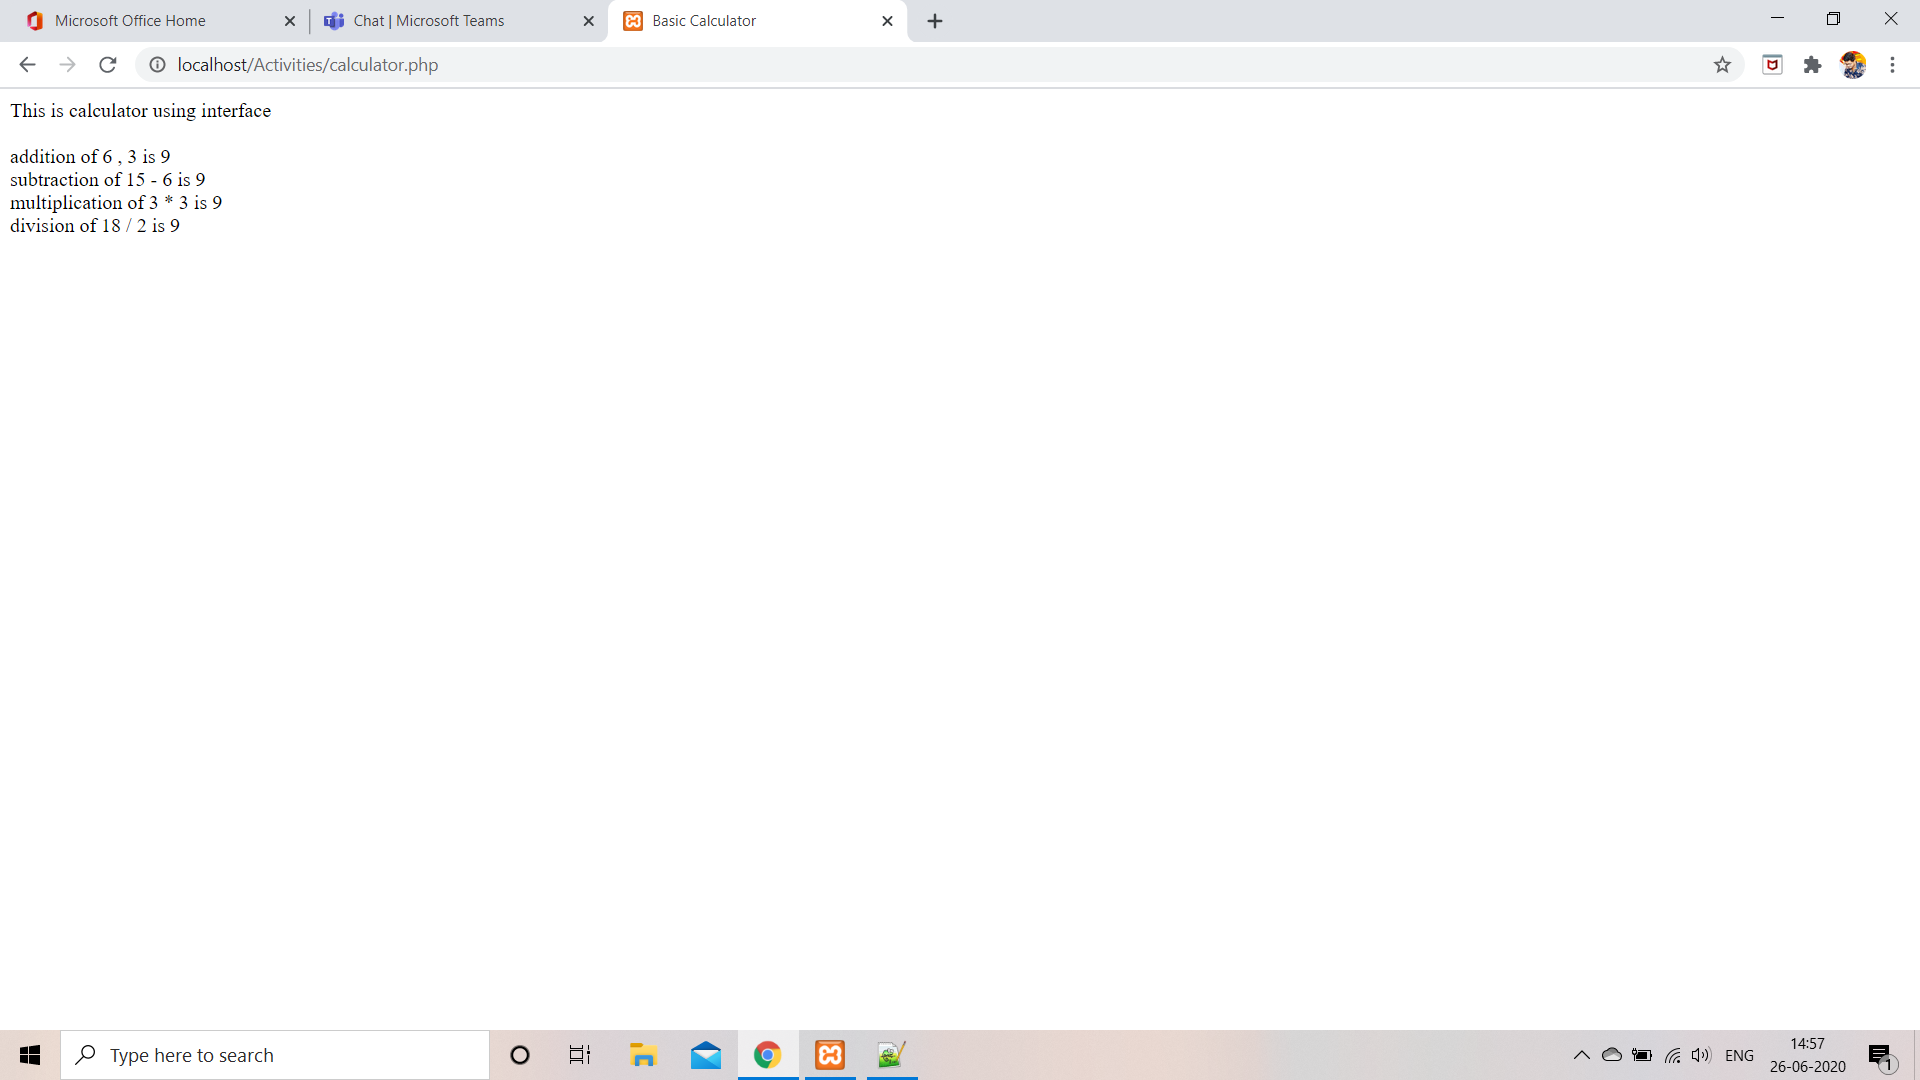 Microsoft Office Home
Chat | Microsoft Teams
Basic Calculator
localhost/Activities/calculator.php
This is calculator using interface
addition of 6 , 3 is 9
subtraction of 15 - 6 is 9
multiplication of 3 * 3 is 9
division of 18 / 2 is 9
Type here to search
ENG
14:57
26-06-2020
1